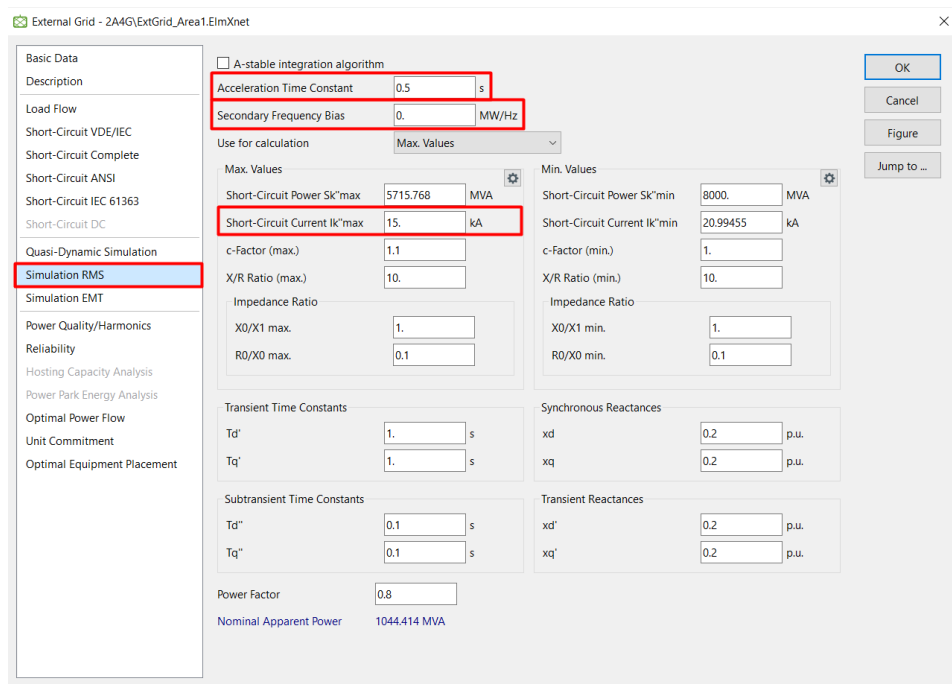 External Grid - 2A4G\ExtGrid_Area1.ElmXnet
Basic Data
Description
Load Flow
Short-Circuit VDE/IEC
Short-Circuit Complete
Short-Circuit ANSI
Short-Circuit IEC 61363
Short-Circuit DC
Quasi-Dynamic Simulation
Simulation RMS
Simulation EMT
Power Quality/Harmonics
Reliability
Hosting Capacity Analysis
Power Park Energy Analysis
Optimal Power Flow
Unit Commitment
Optimal Equipment Placement
A-stable integration algorithm
Acceleration Time Constant 0.5 s
Secondary Frequency Bias 0. MW/Hz
Use for calculation Max. Values
Max. Values
Short-Circuit Power Sk"max 5715.768 MVA
Short-Circuit Current Ik"max 15. kA
c-Factor (max.) 1.1
X/R Ratio (max.) 10.
Impedance Ratio
X0/X1 max. 1.
R0/X0 max. 0.1
Min. Values
Short-Circuit Power Sk"min 8000. MVA
Short-Circuit Current Ik"min 20.99455 kA
c-Factor (min.) 1.
X/R Ratio (min.) 10.
Impedance Ratio
X0/X1 min. 1.
R0/X0 min. 0.1
Transient Time Constants
Td' 1. s
Tq' 1. s
Synchronous Reactances
xd 0.2 p.u.
xq 0.2 p.u.
Subtransient Time Constants
Td" 0.1 s
Tq" 0.1 s
Transient Reactances
xd' 0.2 p.u.
xq' 0.2 p.u.
Power Factor 0.8
Nominal Apparent Power 1044.414 MVA
OK
Cancel
Figure
Jump to ...